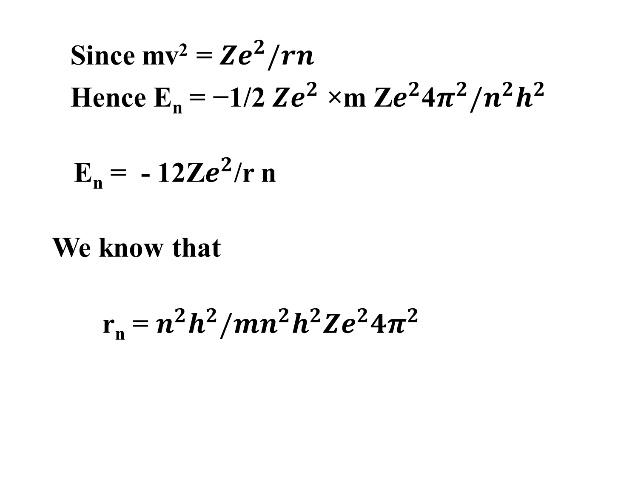 Since mv² = Ze²/rn
Hence Eₙ = −1/2 Ze² ×m Ze²4π²/n²h²
Eₙ = - 12Ze²/r n
We know that
rₙ = n²h²/mn²h²Ze²4π²